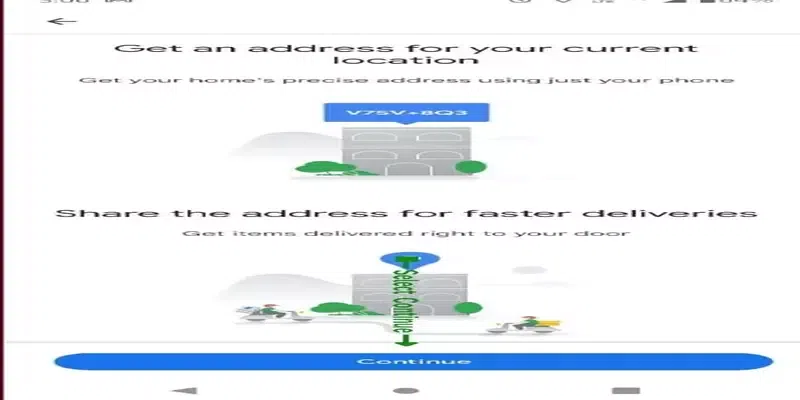 Get an address for your current
location
Get your home's precise address using just your phone
V75V+8Q3
Share the address for faster deliveries
Get items delivered right to your door
Select Continue
Continue